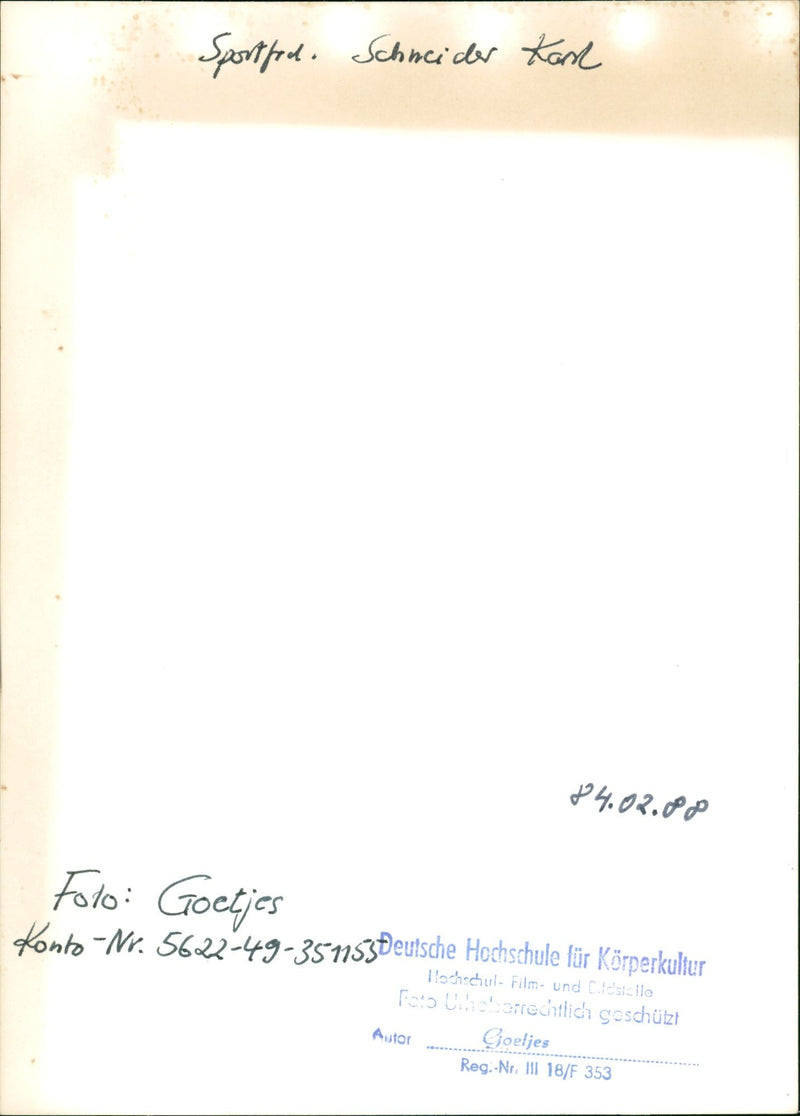 Sportfrd. Schneider Karl
84.02.88
Foto: Goetjes
Konto-Nr. 5622-49-351155
Deutsche Hochschule für Körperkultur
Hochschul- Film- und Bildstelle
Foto Urheberrechtlich geschützt
Autor Goetjes
Reg.-Nr. III 18/F 353